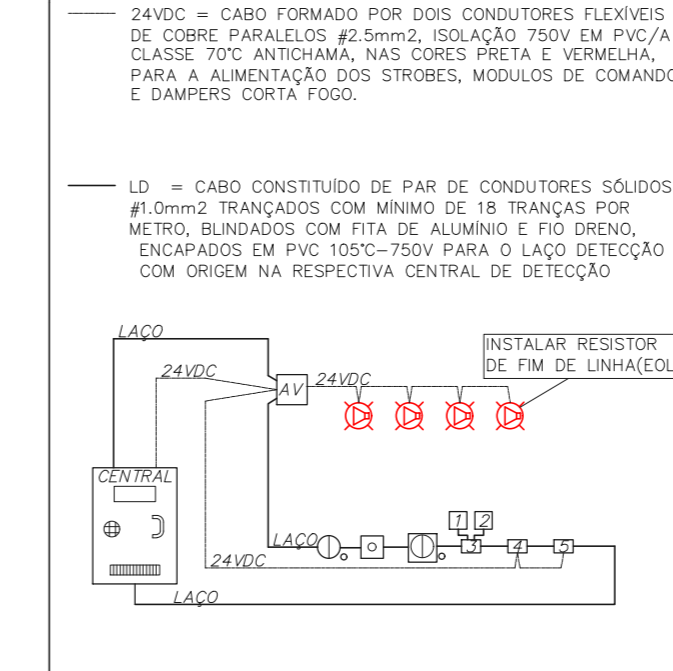 24VDC = CABO FORMADO POR DOIS CONDUTORES FLEXÍVEIS
DE COBRE PARALELOS #2.5mm2, ISOLAÇÃO 750V EM PVC/A
CLASSE 70°C ANTICHAMA, NAS CORES PRETA E VERMELHA,
PARA A ALIMENTAÇÃO DOS STROBES, MODULOS DE COMANDO
E DAMPERS CORTA FOGO.
LD = CABO CONSTITUÍDO DE PAR DE CONDUTORES SÓLIDOS
#1.0mm2 TRANÇADOS COM MÍNIMO DE 18 TRANÇAS POR
METRO, BLINDADOS COM FITA DE ALUMÍNIO E FIO DRENO,
ENCAPADOS EM PVC 105°C-750V PARA O LAÇO DETECÇÃO
COM ORIGEM NA RESPECTIVA CENTRAL DE DETECÇÃO
LAÇO
INSTALAR RESISTOR
DE FIM DE LINHA(EOL
24VDC
AV
24VDC
CENTRAL
1 2
LAÇO
3 4 5
24VDC
LAÇO